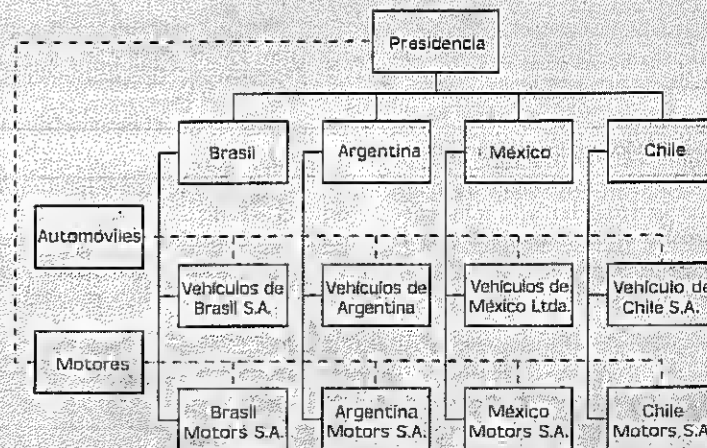 Presidencia
Brasil
Argentina
México
Chile
Automóviles
Vehículos de
Brasil S.A.
Vehículos de
Argentina
Vehículos de
México Ltda.
Vehículo de
Chile S.A.
Motores
Brasil
Motors S.A.
Argentina
Motors S.A.
México
Motors S.A.
Chile
Motors S.A.